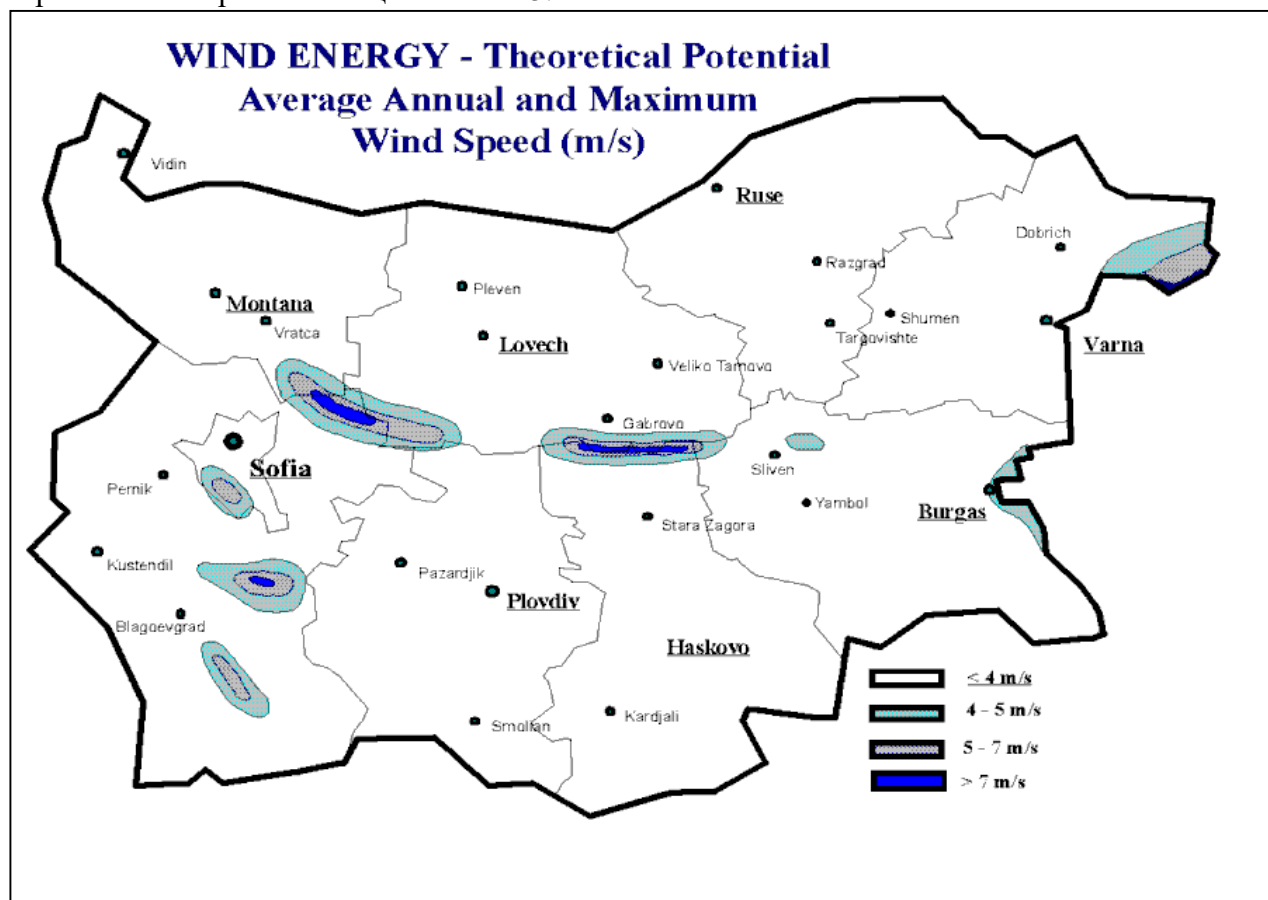 WIND ENERGY - Theoretical Potential
Average Annual and Maximum
Wind Speed (m/s)
Vidin
Ruse
Dobrich
Razgrad
Pleven
Montana
Shumen
Vratca
Targovishte
Varna
Lovech
Veliko Tarnovo
Gabrovo
Sofia
Sliven
Pernik
Yambol
Burgas
Stara Zagora
Kustendil
Pazardjik
Plovdiv
Blagoevgrad
Haskovo
< 4 m/s
4 - 5 m/s
Smolian
Kardjali
5 - 7 m/s
> 7 m/s